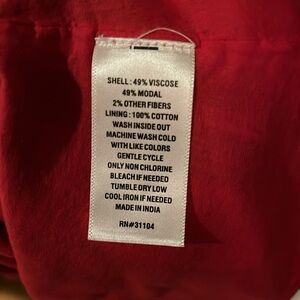 SHELL : 49% VISCOSE
49% MODAL
2% OTHER FIBERS
LINING : 100% COTTON
WASH INSIDE OUT
MACHINE WASH COLD
WITH LIKE COLORS
GENTLE CYCLE
ONLY NON CHLORINE
BLEACH IF NEEDED
TUMBLE DRY LOW
COOL IRON IF NEEDED
MADE IN INDIA
RN#31104